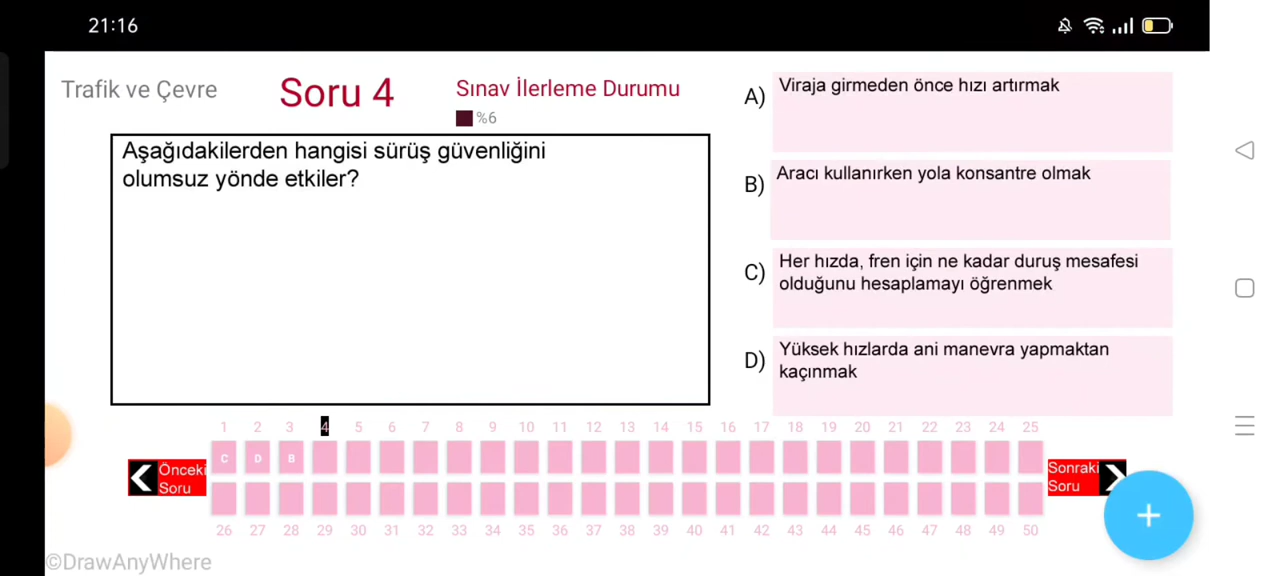 21:16
Trafik ve Çevre
Soru 4
Sınav İlerleme Durumu
%6
Aşağıdakilerden hangisi sürüş güvenliğini
olumsuz yönde etkiler?
A) Viraja girmeden önce hızı artırmak
B) Aracı kullanırken yola konsantre olmak
C) Her hızda, fren için ne kadar duruş mesafesi
olduğunu hesaplamayı öğrenmek
D) Yüksek hızlarda ani manevra yapmaktan
kaçınmak
1 2 3 4 5 6 7 8 9 10 11 12 13 14 15 16 17 18 19 20 21 22 23 24 25
C D B
Önceki
Soru
Sonraki
Soru
26 27 28 29 30 31 32 33 34 35 36 37 38 39 40 41 42 43 44 45 46 47 48 49 50
©DrawAnyWhere